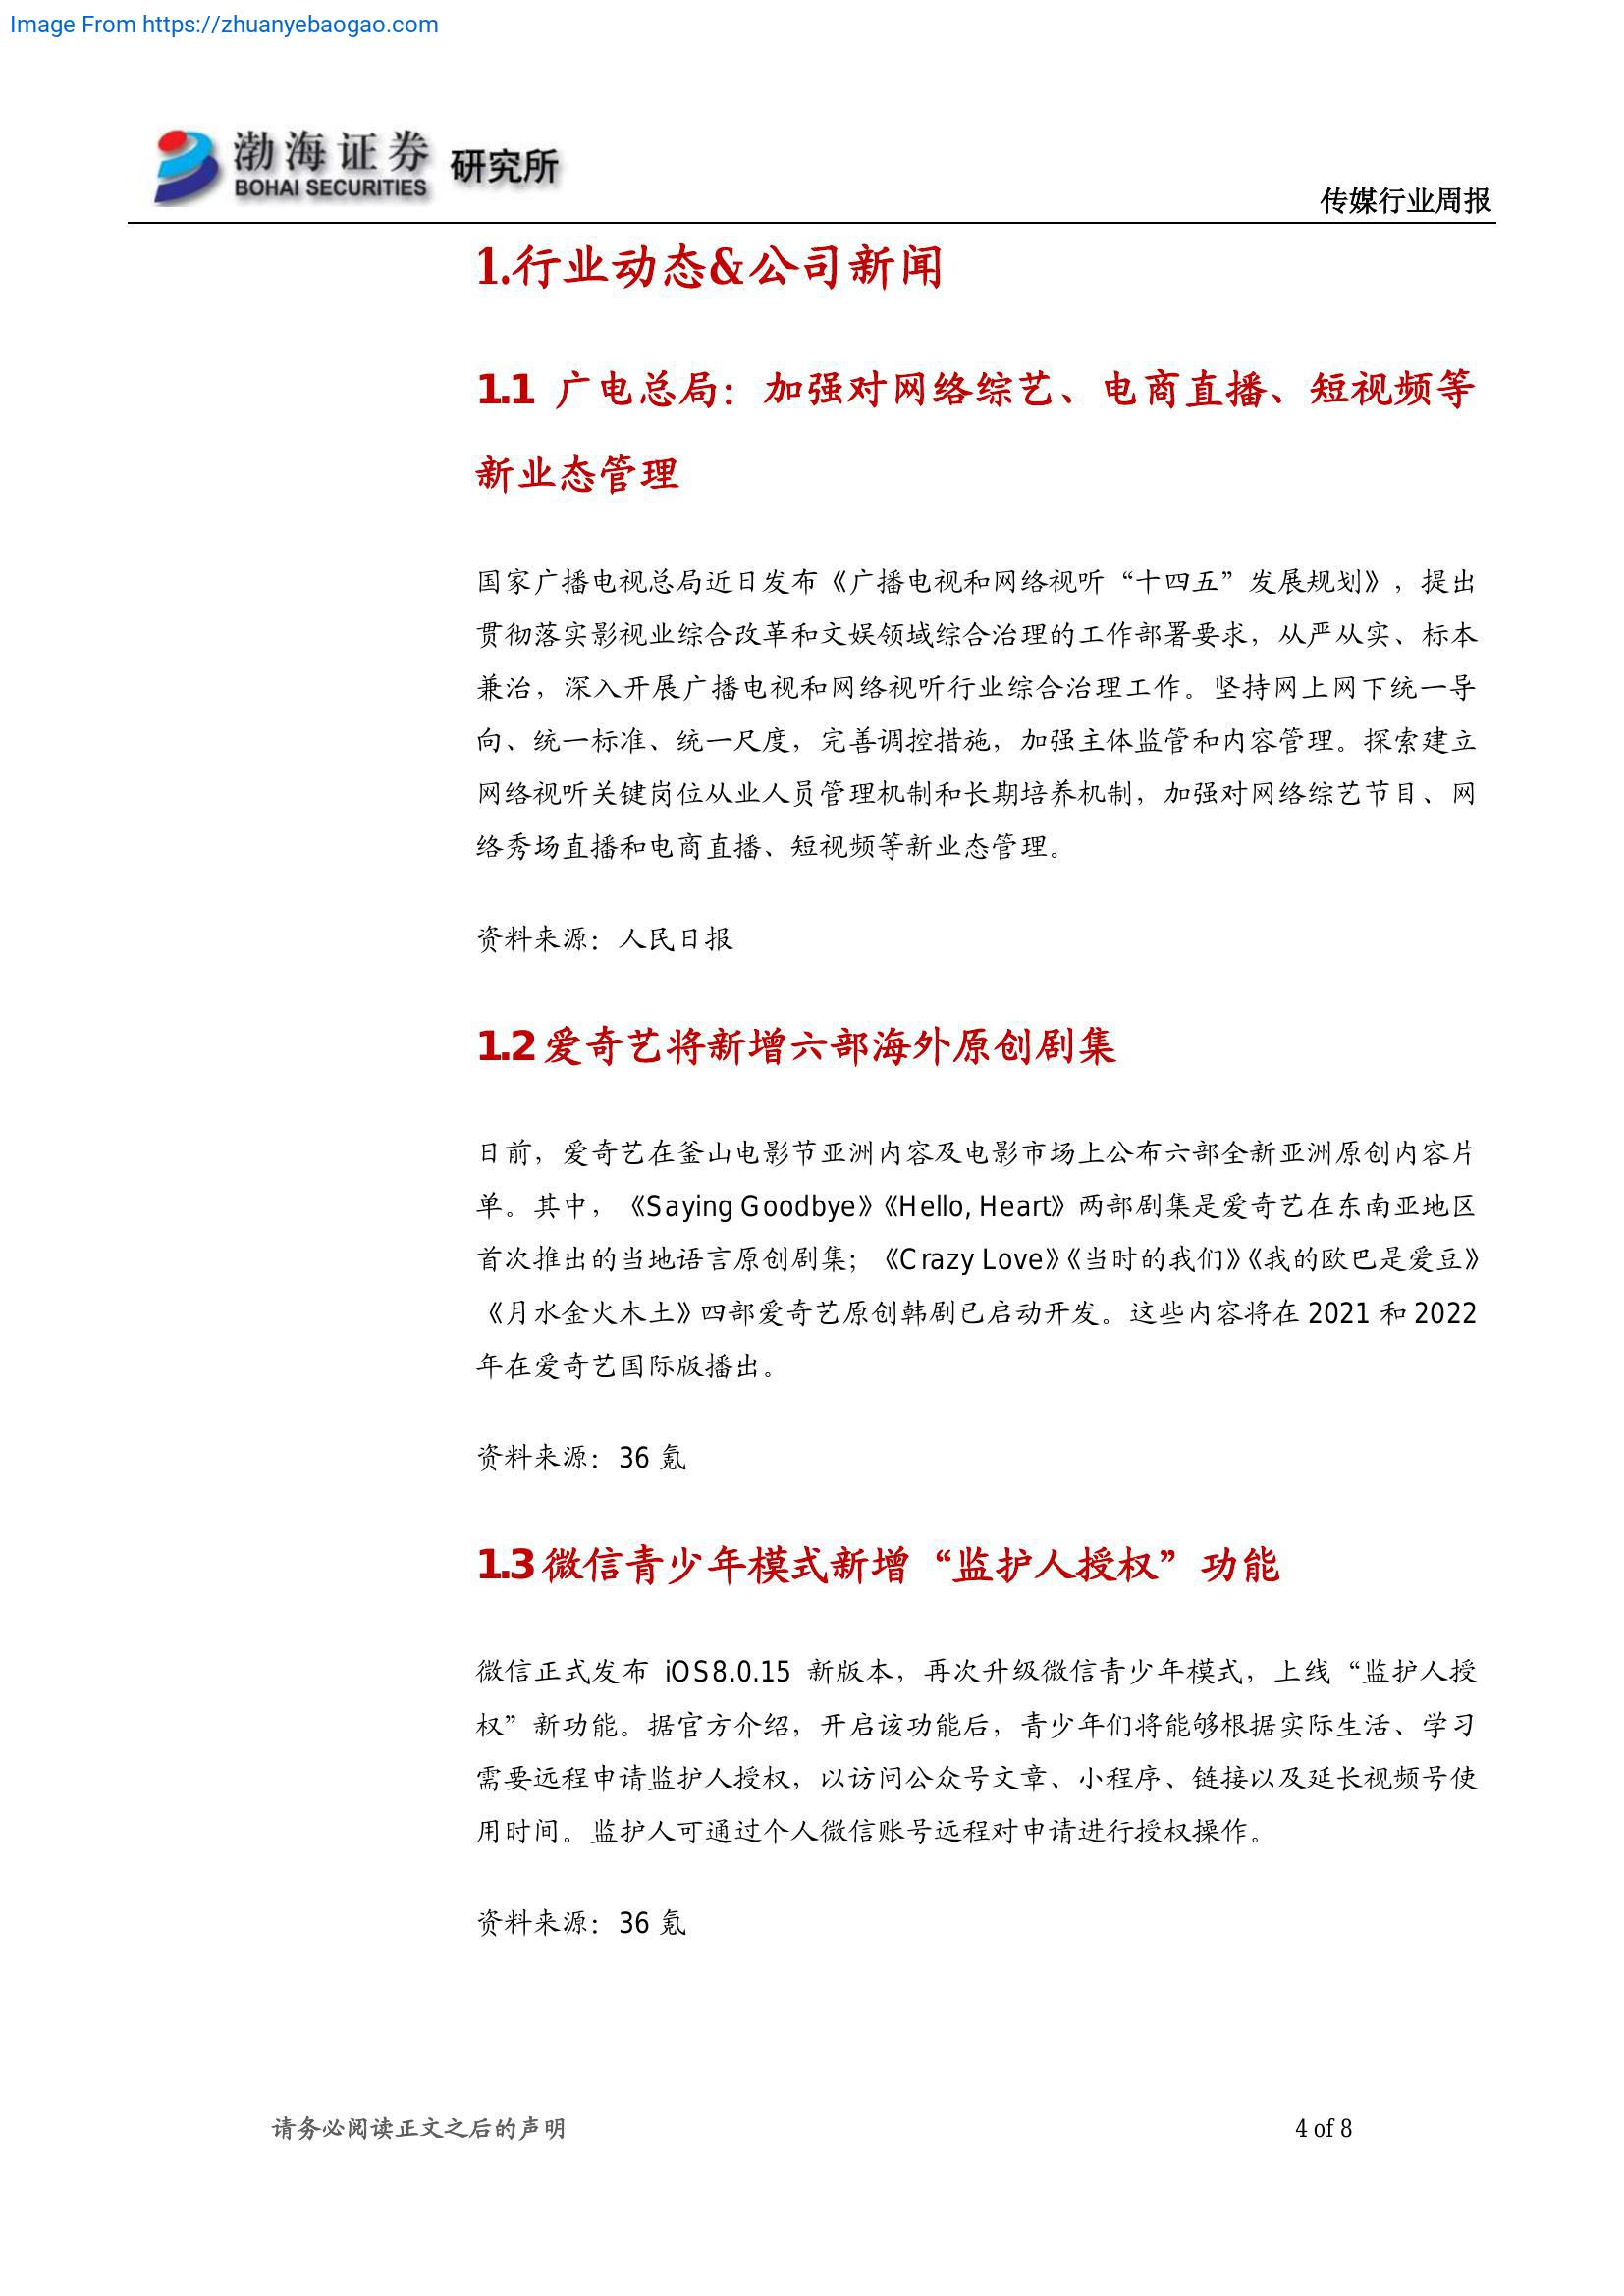 Image From https://zhuanyebaogao.com
渤海证券 研究所
BOHAI SECURITIES
传媒行业周报
1.行业动态&公司新闻
1.1 广电总局：加强对网络综艺、电商直播、短视频等
新业态管理
国家广播电视总局近日发布《广播电视和网络视听“十四五”发展规划》，提出
贯彻落实影视业综合改革和文娱领域综合治理的工作部署要求，从严从实、标本
兼治，深入开展广播电视和网络视听行业综合治理工作。坚持网上网下统一导
向、统一标准、统一尺度，完善调控措施，加强主体监管和内容管理。探索建立
网络视听关键岗位从业人员管理机制和长期培养机制，加强对网络综艺节目、网
络秀场直播和电商直播、短视频等新业态管理。
资料来源：人民日报
1.2 爱奇艺将新增六部海外原创剧集
日前，爱奇艺在釜山电影节亚洲内容及电影市场上公布六部全新亚洲原创内容片
单。其中，《Saying Goodbye》《Hello, Heart》两部剧集是爱奇艺在东南亚地区
首次推出的当地语言原创剧集；《Crazy Love》《当时的我们》《我的欧巴是爱豆》
《月水金火木土》四部爱奇艺原创韩剧已启动开发。这些内容将在 2021 和 2022
年在爱奇艺国际版播出。
资料来源：36 氪
1.3 微信青少年模式新增“监护人授权”功能
微信正式发布 iOS8.0.15 新版本，再次升级微信青少年模式，上线“监护人授
权”新功能。据官方介绍，开启该功能后，青少年们将能够根据实际生活、学习
需要远程申请监护人授权，以访问公众号文章、小程序、链接以及延长视频号使
用时间。监护人可通过个人微信账号远程对申请进行授权操作。
资料来源：36 氪
请务必阅读正文之后的声明
4 of 8